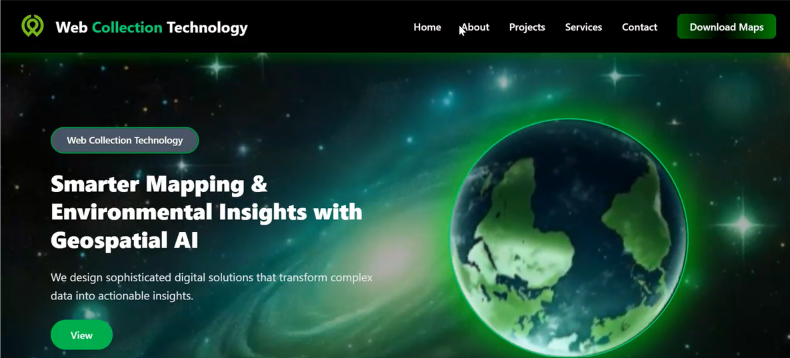 Web Collection Technology
Home About Projects Services Contact Download Maps
Web Collection Technology
Smarter Mapping &
Environmental Insights with
Geospatial AI
We design sophisticated digital solutions that transform complex
data into actionable insights.
View